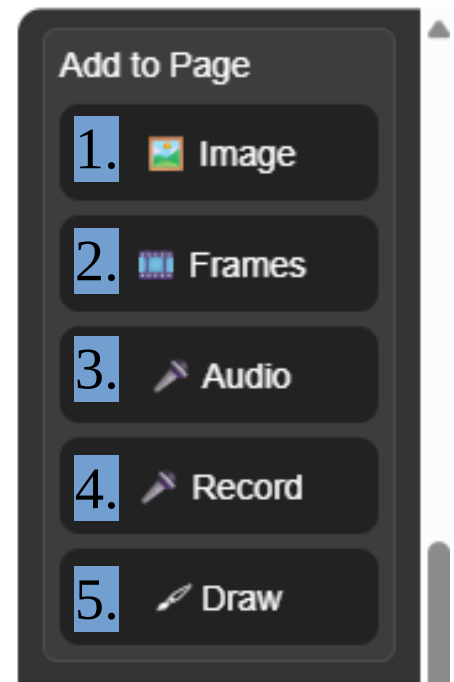 Add to Page
1. Image
2. Frames
3. Audio
4. Record
5. Draw